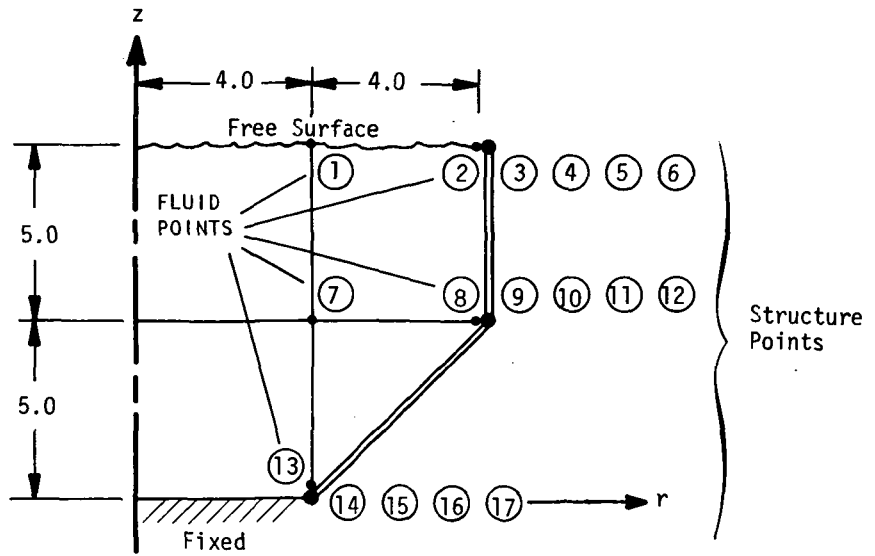 z
4.0 4.0
Free Surface
1 2 3 4 5 6
FLUID
POINTS
5.0
7 8 9 10 11 12
Structure
Points
5.0
13
14 15 16 17 r
Fixed